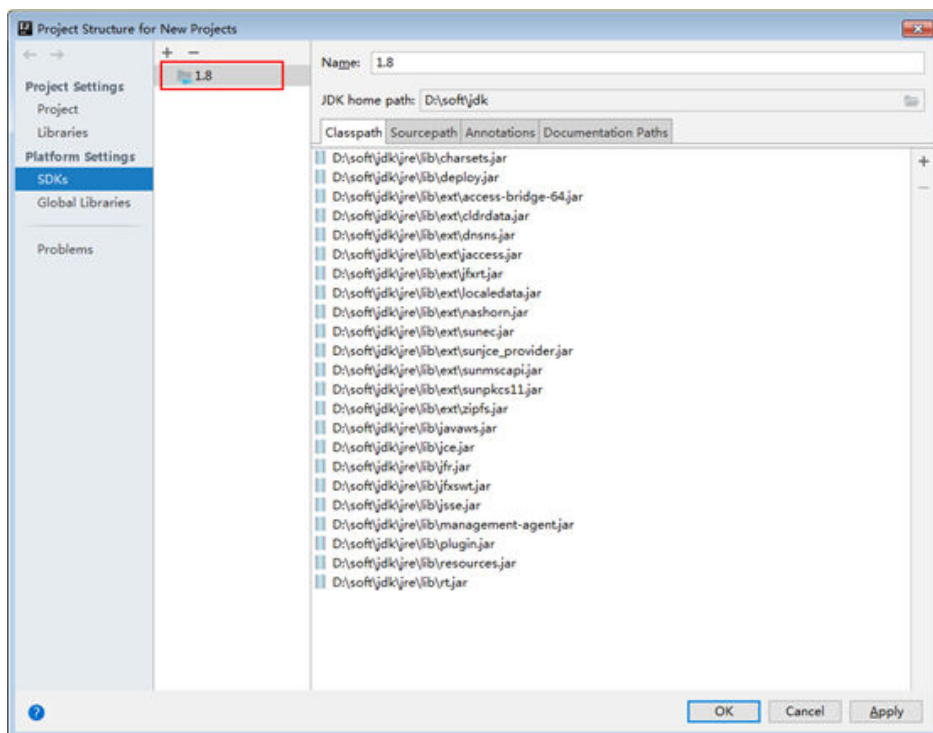 Project Structure for New Projects
Project Settings
Project
Libraries
Platform Settings
SDKs
Global Libraries
Problems
1.8
Name: 1.8
JDK home path: D:\soft\jdk
Classpath Sourcepath Annotations Documentation Paths
D:\soft\jdk\jre\lib\charsets.jar
D:\soft\jdk\jre\lib\deploy.jar
D:\soft\jdk\jre\lib\ext\access-bridge-64.jar
D:\soft\jdk\jre\lib\ext\cldrdata.jar
D:\soft\jdk\jre\lib\ext\dnsns.jar
D:\soft\jdk\jre\lib\ext\jaccess.jar
D:\soft\jdk\jre\lib\ext\jfxrt.jar
D:\soft\jdk\jre\lib\ext\localedata.jar
D:\soft\jdk\jre\lib\ext\nashorn.jar
D:\soft\jdk\jre\lib\ext\sunec.jar
D:\soft\jdk\jre\lib\ext\sunjce_provider.jar
D:\soft\jdk\jre\lib\ext\sunmscapi.jar
D:\soft\jdk\jre\lib\ext\sunpkcs11.jar
D:\soft\jdk\jre\lib\ext\zipfs.jar
D:\soft\jdk\jre\lib\javaws.jar
D:\soft\jdk\jre\lib\jce.jar
D:\soft\jdk\jre\lib\jfr.jar
D:\soft\jdk\jre\lib\jfxswt.jar
D:\soft\jdk\jre\lib\jsse.jar
D:\soft\jdk\jre\lib\management-agent.jar
D:\soft\jdk\jre\lib\plugin.jar
D:\soft\jdk\jre\lib\resources.jar
D:\soft\jdk\jre\lib\rt.jar
OK Cancel Apply